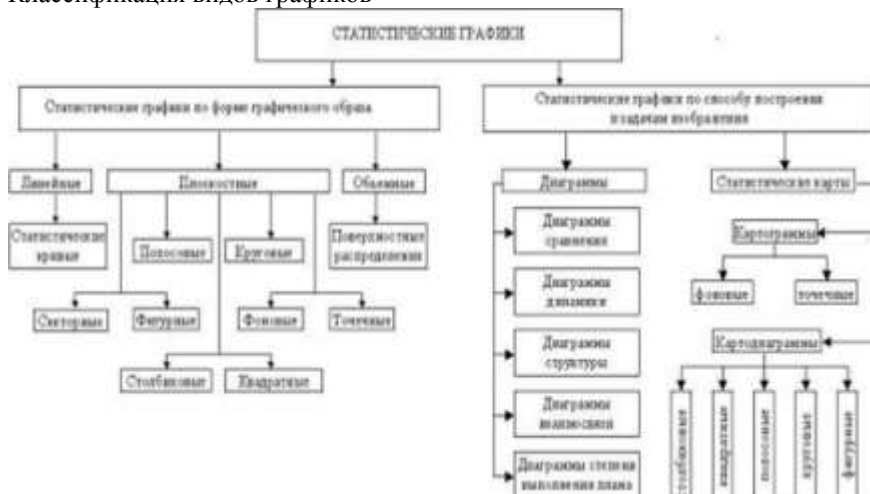 Классификация видов графиков
СТАТИСТИЧЕСКИЕ ГРАФИКИ
Статистические графики по форме графического образа
Статистические графики по способу построения
и задачам изображения
Линейные
Плоскостные
Объемные
Диаграммы
Статистические карты
Статистические
кривые
Полосовые
Круговые
Поверхностные
распределения
Диаграммы
сравнения
Картограммы
Секторные
Фигурные
Фоновые
Точечные
Диаграммы
динамики
фоновые
точечные
Столбиковые
Квадратные
Диаграммы
структуры
Картодиаграммы
Диаграммы
взаимосвязи
Диаграммы степени
выполнения плана
столбиковые
квадратные
полосовые
круговые
фигурные